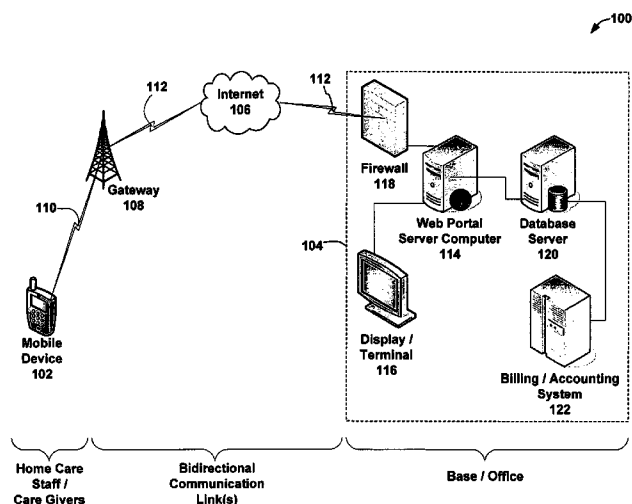 100
112
Internet
106
112
Firewall
118
Gateway
108
110
Web Portal
Server Computer
114
Database
Server
120
104
Mobile
Device
102
Display /
Terminal
116
Billing / Accounting
System
122
Home Care
Staff /
Care Givers
Bidirectional
Communication
Link(s)
Base / Office